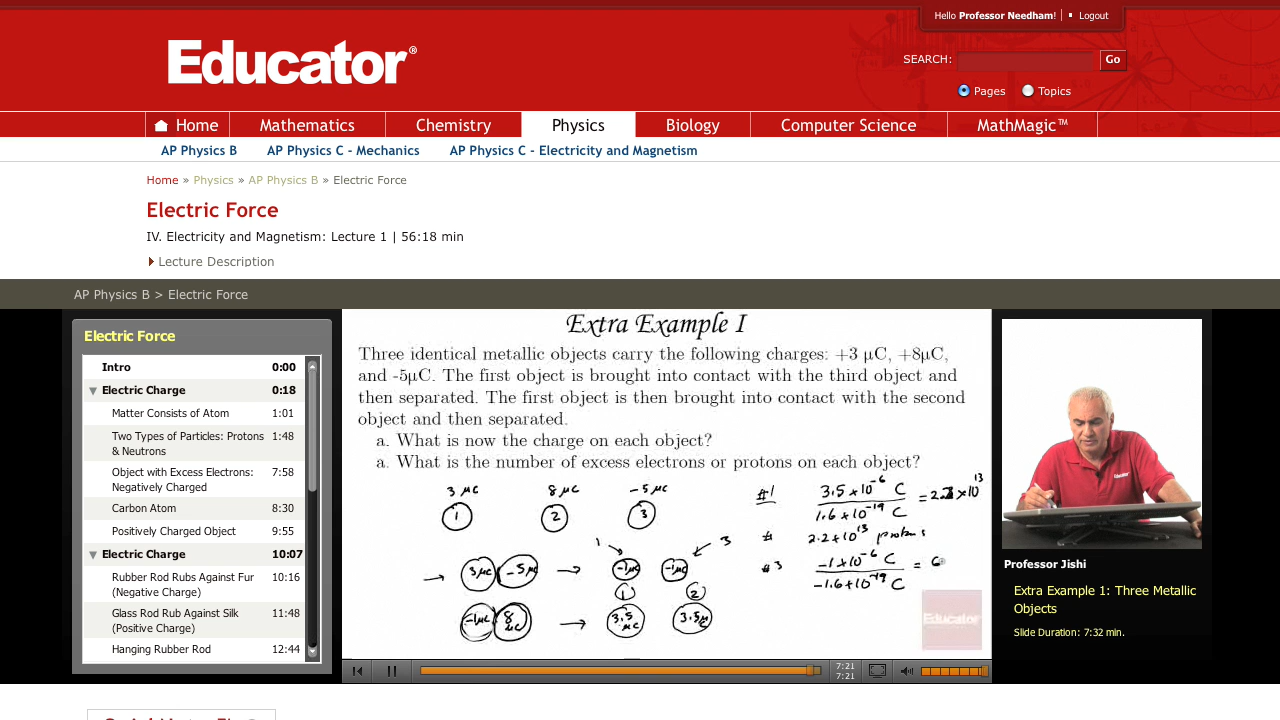 Hello Professor Needham! | Logout
Educator®
SEARCH: Go
Pages Topics
Home Mathematics Chemistry Physics Biology Computer Science MathMagic™
AP Physics B AP Physics C - Mechanics AP Physics C - Electricity and Magnetism
Home » Physics » AP Physics B » Electric Force
Electric Force
IV. Electricity and Magnetism: Lecture 1 | 56:18 min
Lecture Description
AP Physics B > Electric Force
Electric Force
Intro 0:00
Electric Charge 0:18
Matter Consists of Atom 1:01
Two Types of Particles: Protons 1:48
& Neutrons
Object with Excess Electrons: 7:58
Negatively Charged
Carbon Atom 8:30
Positively Charged Object 9:55
Electric Charge 10:07
Rubber Rod Rubs Against Fur 10:16
(Negative Charge)
Glass Rod Rub Against Silk 11:48
(Positive Charge)
Hanging Rubber Rod 12:44
Extra Example I
Three identical metallic objects carry the following charges: +3 μC, +8μC,
and -5μC. The first object is brought into contact with the third object and
then separated. The first object is then brought into contact with the second
object and then separated.
a. What is now the charge on each object?
a. What is the number of excess electrons or protons on each object?
3 μC 8 μC -5 μC
1 2 3
1 3
3μC -5μC → -1μC -1μC
1 2
-1μC 8 μC → 3.5 μC 3.5 μC
#1 3.5×10⁻⁶ C
1.6×10⁻¹⁹ C
2.2×10¹³ protons
#3 -1×10⁻⁶ C = 6
-1.6×10⁻¹⁹ C
Educator
7:21
7:21
Educator
Professor Jishi
Extra Example 1: Three Metallic
Objects
Slide Duration: 7:32 min.